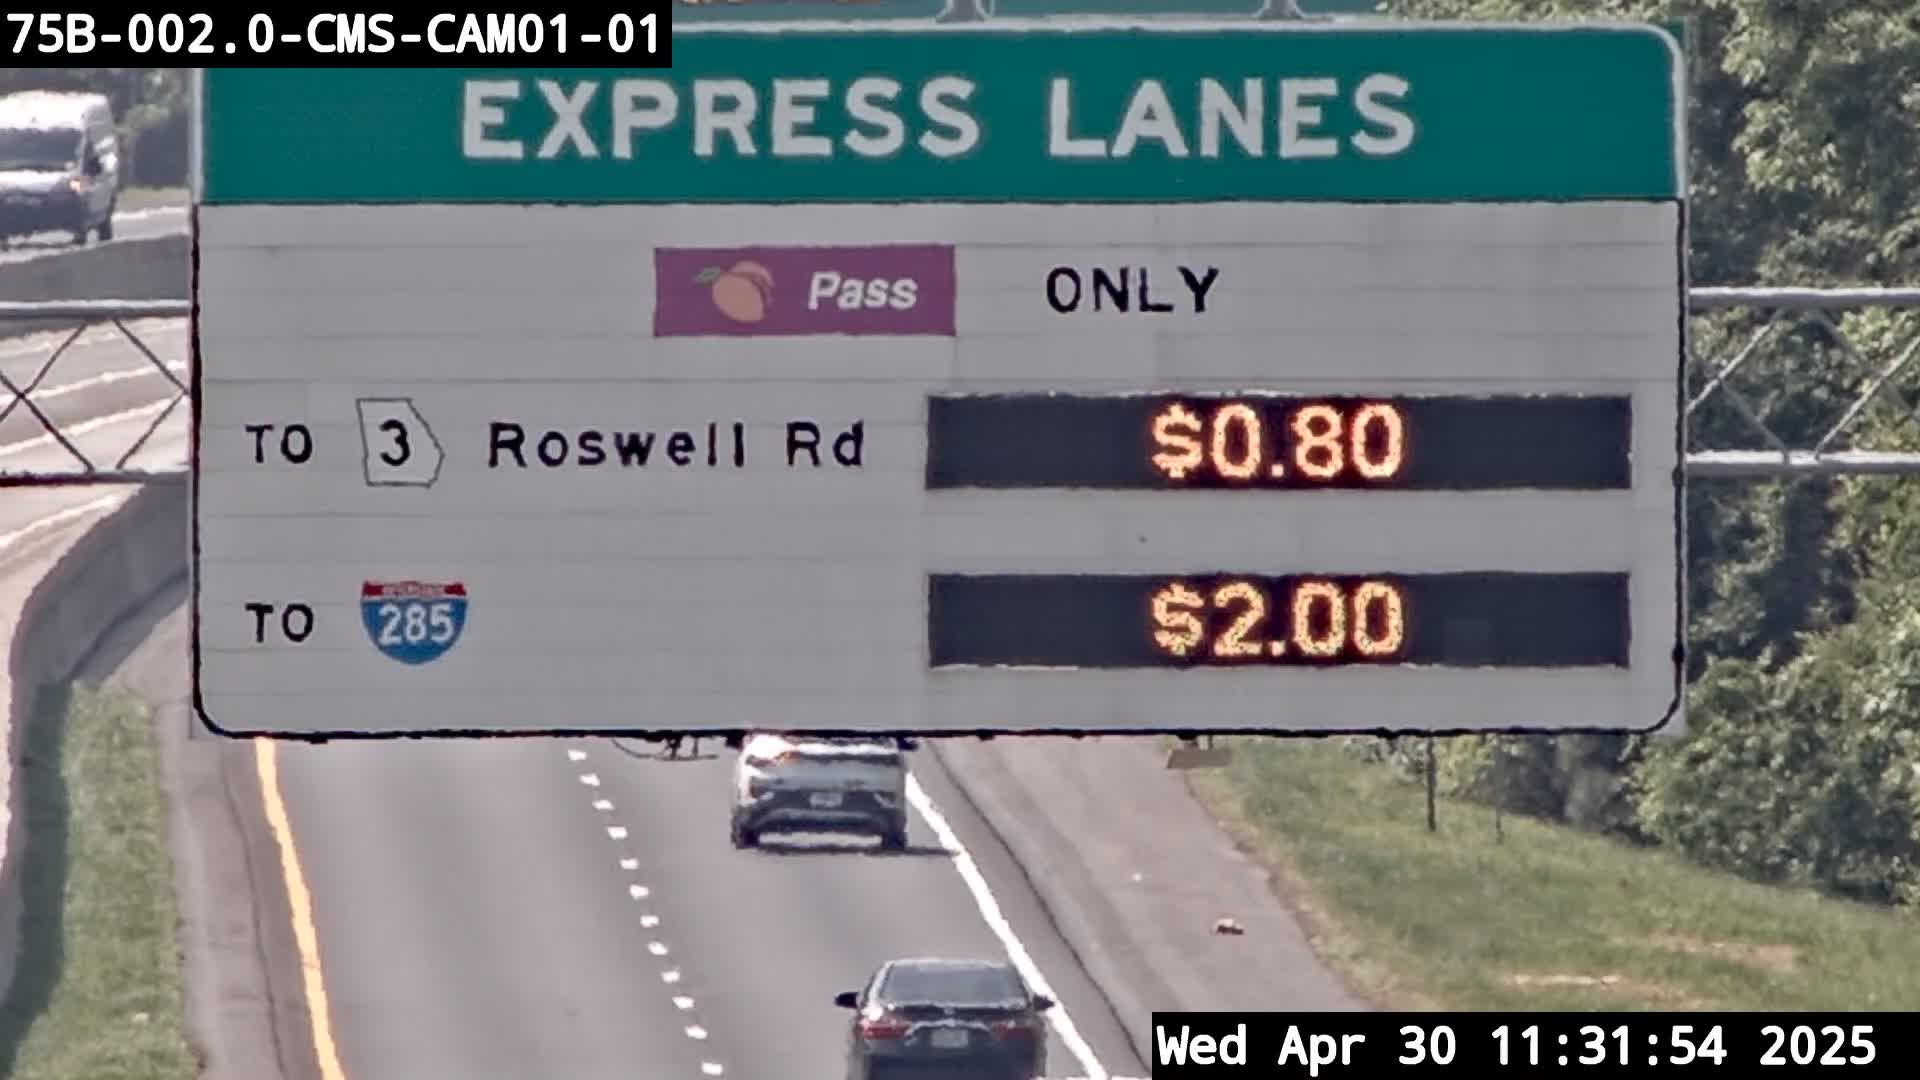 75B-002.0-CMS-CAM01-01
EXPRESS LANES
Pass ONLY
TO 3 Roswell Rd $0.80
TO 285 $2.00
Wed Apr 30 11:31:54 2025